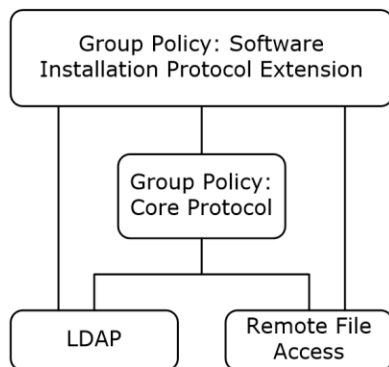 Group Policy: Software
Installation Protocol Extension
Group Policy:
Core Protocol
LDAP
Remote File
Access